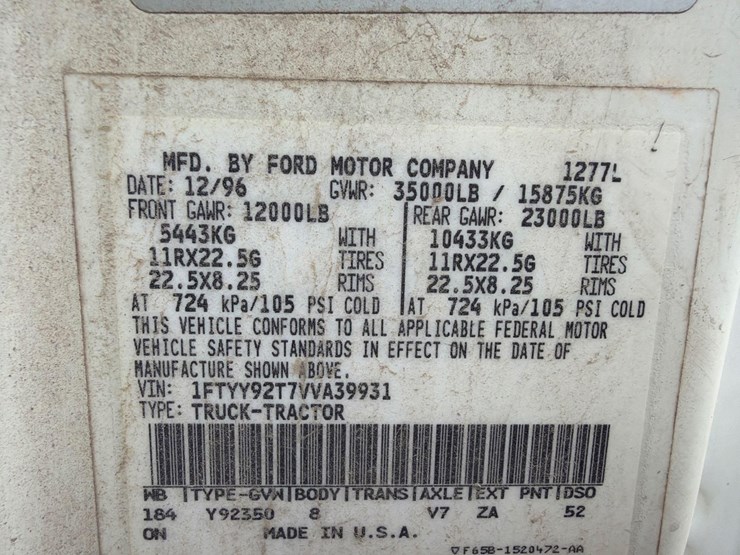 MFD. BY FORD MOTOR COMPANY 1277
DATE: 12/96 GVWR: 35000LB / 15875KG
FRONT GAWR: 12000LB REAR GAWR: 23000LB
5443KG WITH 10433KG WITH
11RX22.5G TIRES 11RX22.5G TIRES
22.5X8.25 RIMS 22.5X8.25 RIMS
AT 724 kPa/105 PSI COLD AT 724 kPa/105 PSI COLD
THIS VEHICLE CONFORMS TO ALL APPLICABLE FEDERAL MOTOR
VEHICLE SAFETY STANDARDS IN EFFECT ON THE DATE OF
MANUFACTURE SHOWN ABOVE.
VIN: 1FTYY92T7VVA39931
TYPE: TRUCK-TRACTOR
WB TYPE-GVW BODY TRANS AXLE EXT PNT DSO
184 Y92350 8 V7 ZA 52
ON MADE IN U.S.A.
F65B-1520472-AA